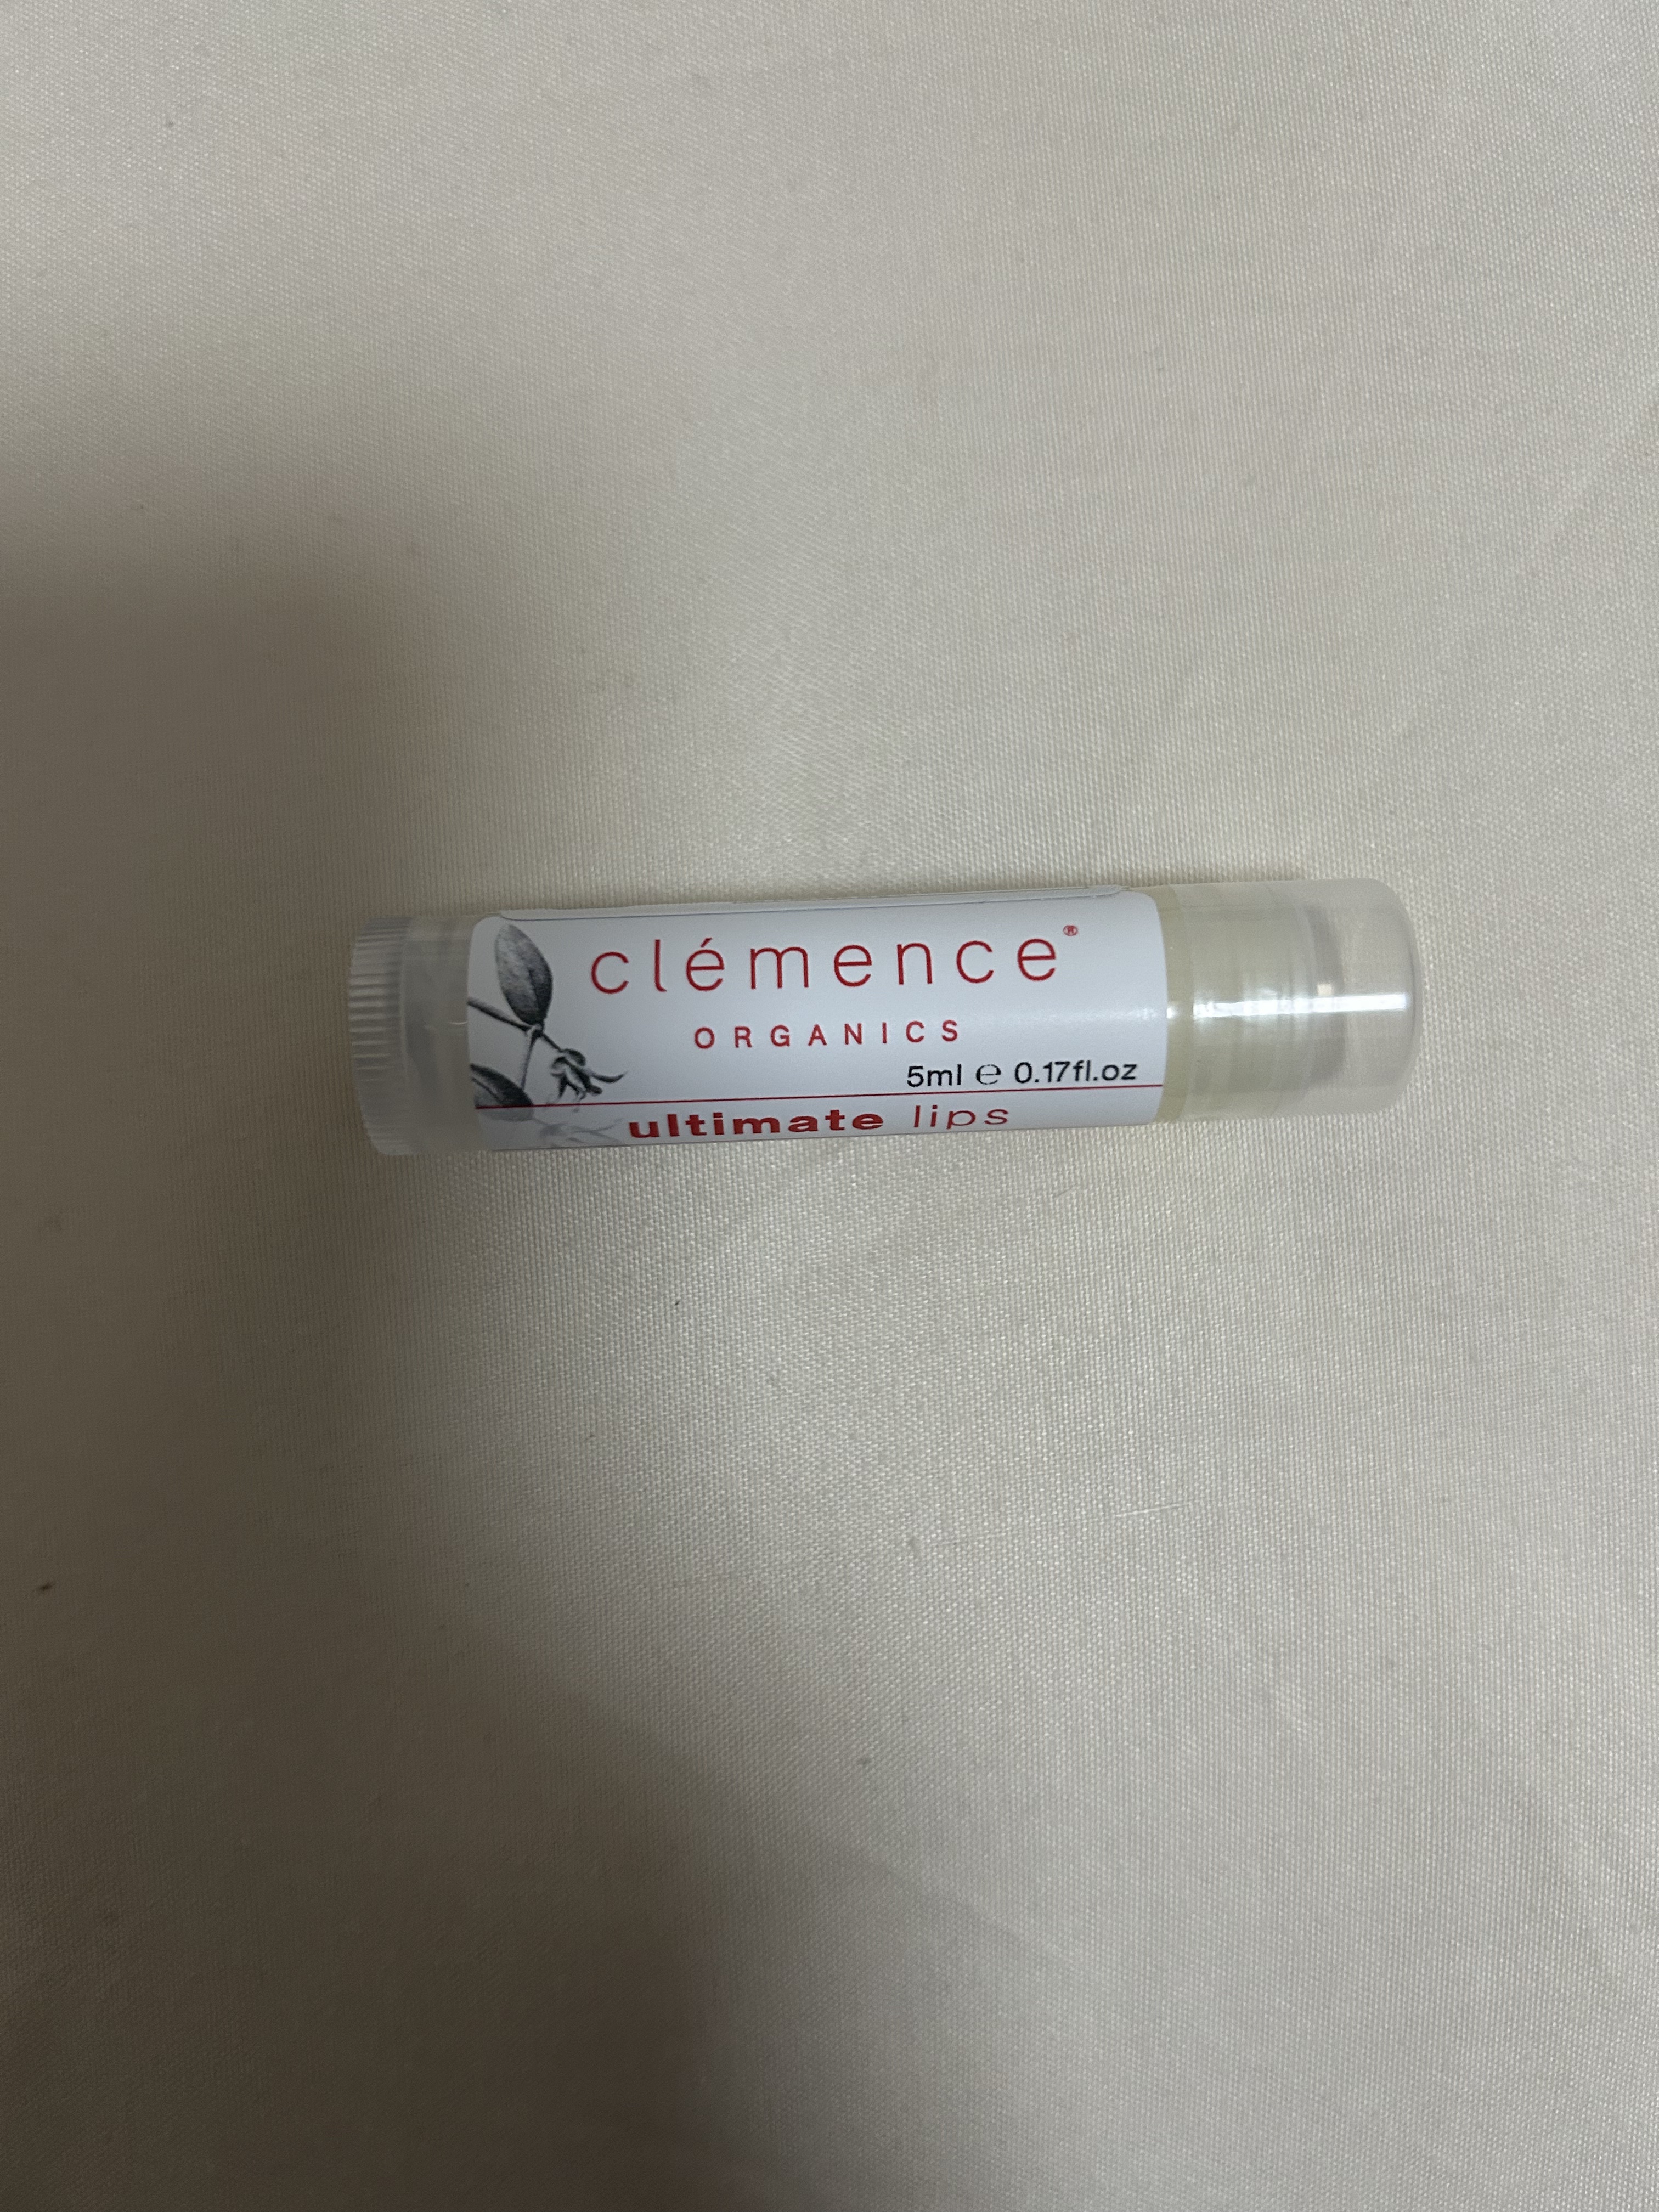 clémence®
ORGANICS
5ml ℮ 0.17fl.oz
ultimate lips